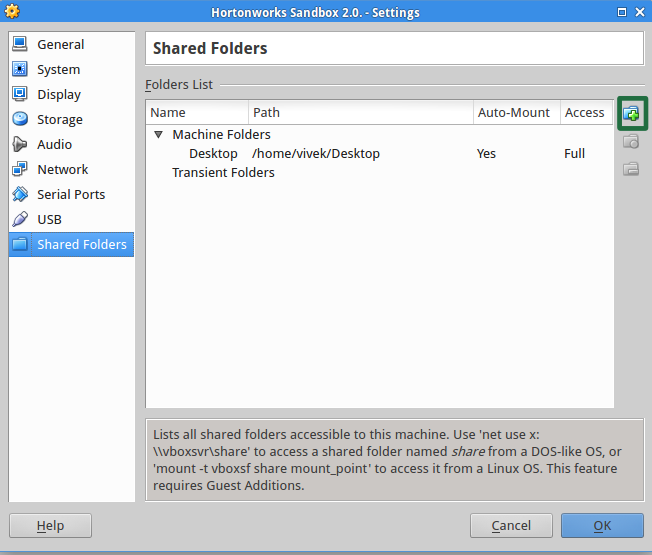 Hortonworks Sandbox 2.0. - Settings
General
System
Display
Storage
Audio
Network
Serial Ports
USB
Shared Folders
Shared Folders
Folders List
Name Path Auto-Mount Access
Machine Folders
Desktop /home/vivek/Desktop Yes Full
Transient Folders
Lists all shared folders accessible to this machine. Use 'net use x:
\\vboxsvr\share' to access a shared folder named share from a DOS-like OS, or
'mount -t vboxsf share mount_point' to access it from a Linux OS. This feature
requires Guest Additions.
Help Cancel OK